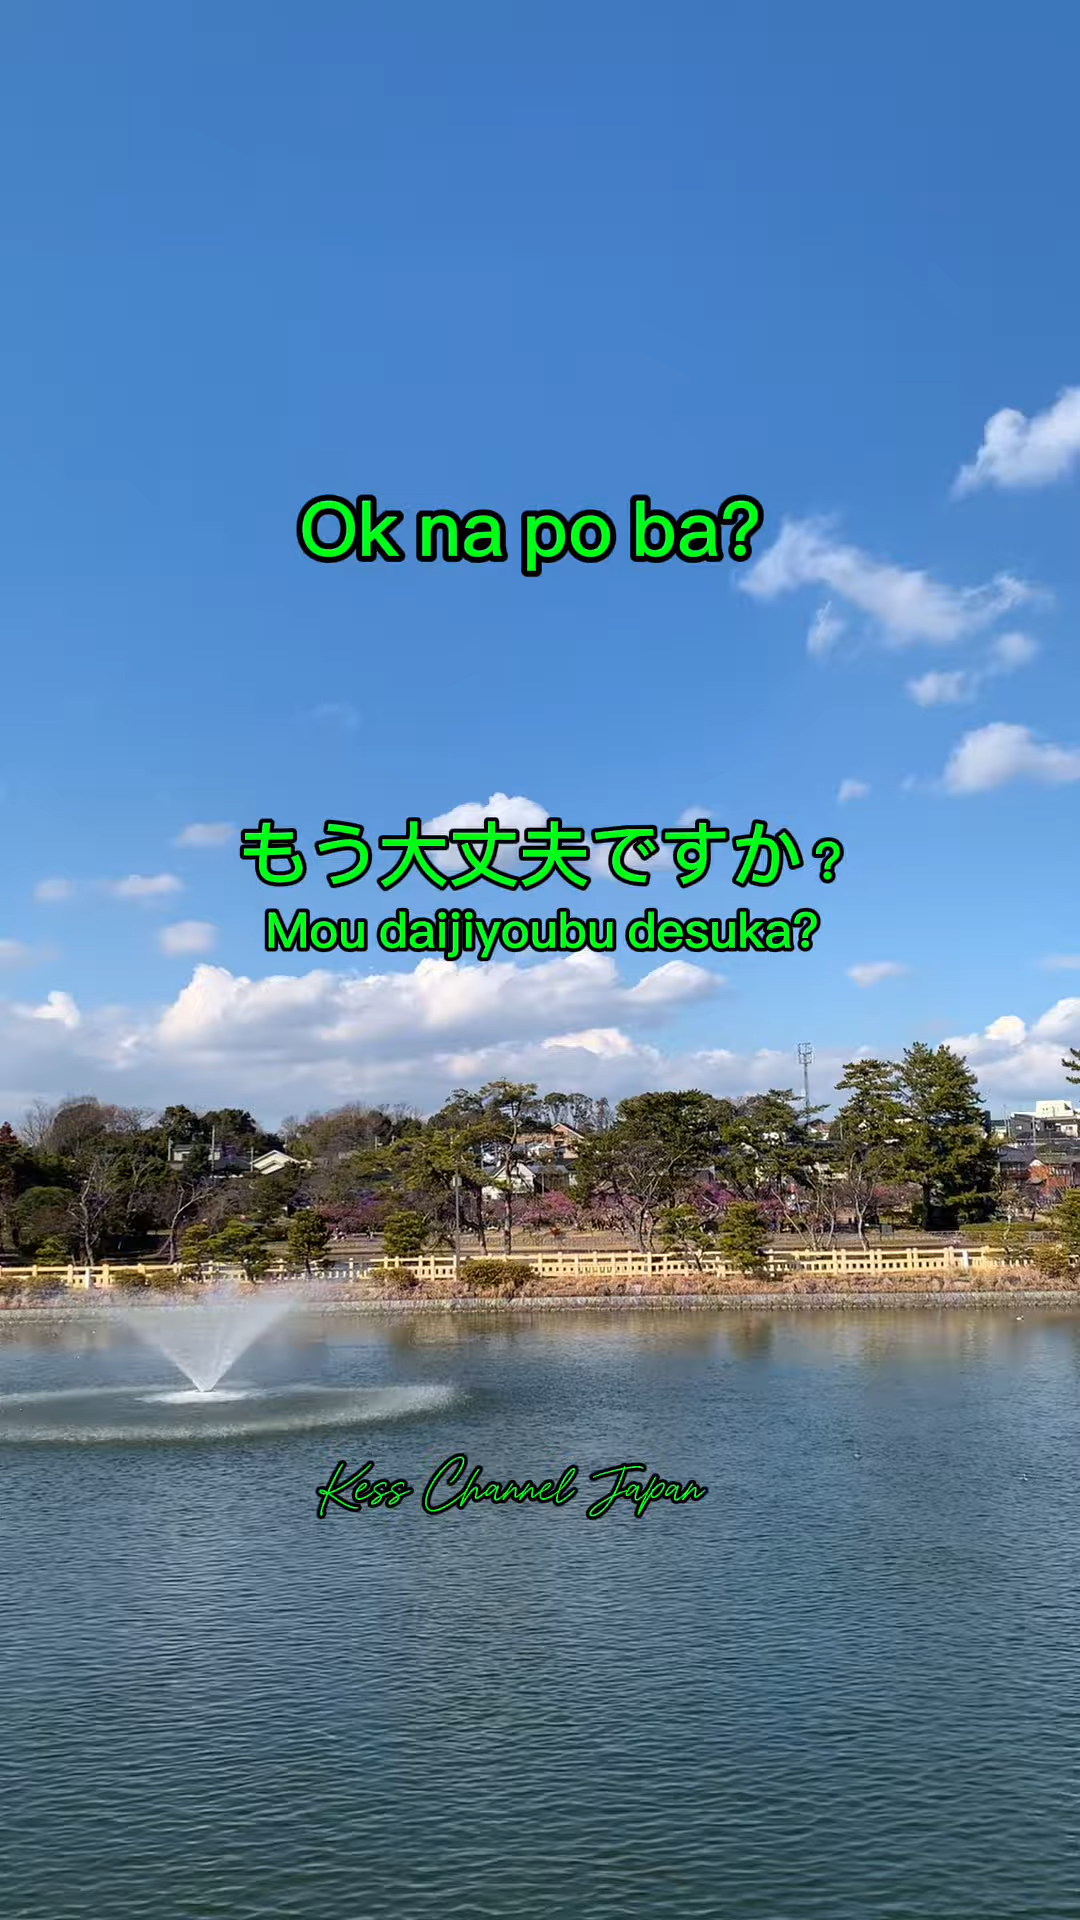 Ok na po ba?
もう大丈夫ですか？
Mou daijiyoubu desuka?
Kess Channel Japan